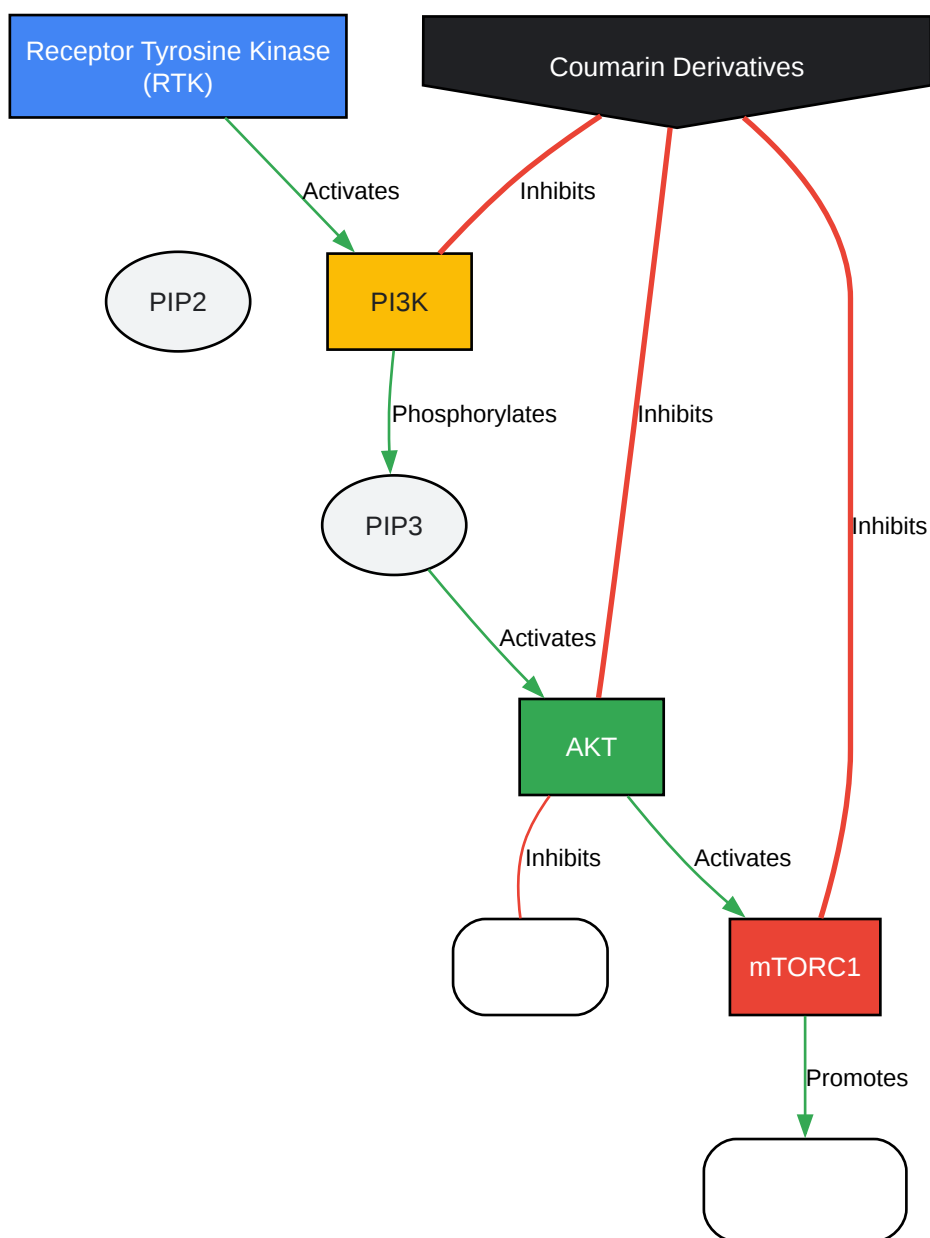 Receptor Tyrosine Kinase
(RTK)
Coumarin Derivatives
Activates
Inhibits
PIP2
PI3K
Phosphorylates
Inhibits
PIP3
Inhibits
Activates
AKT
Inhibits
Activates
mTORC1
Promotes